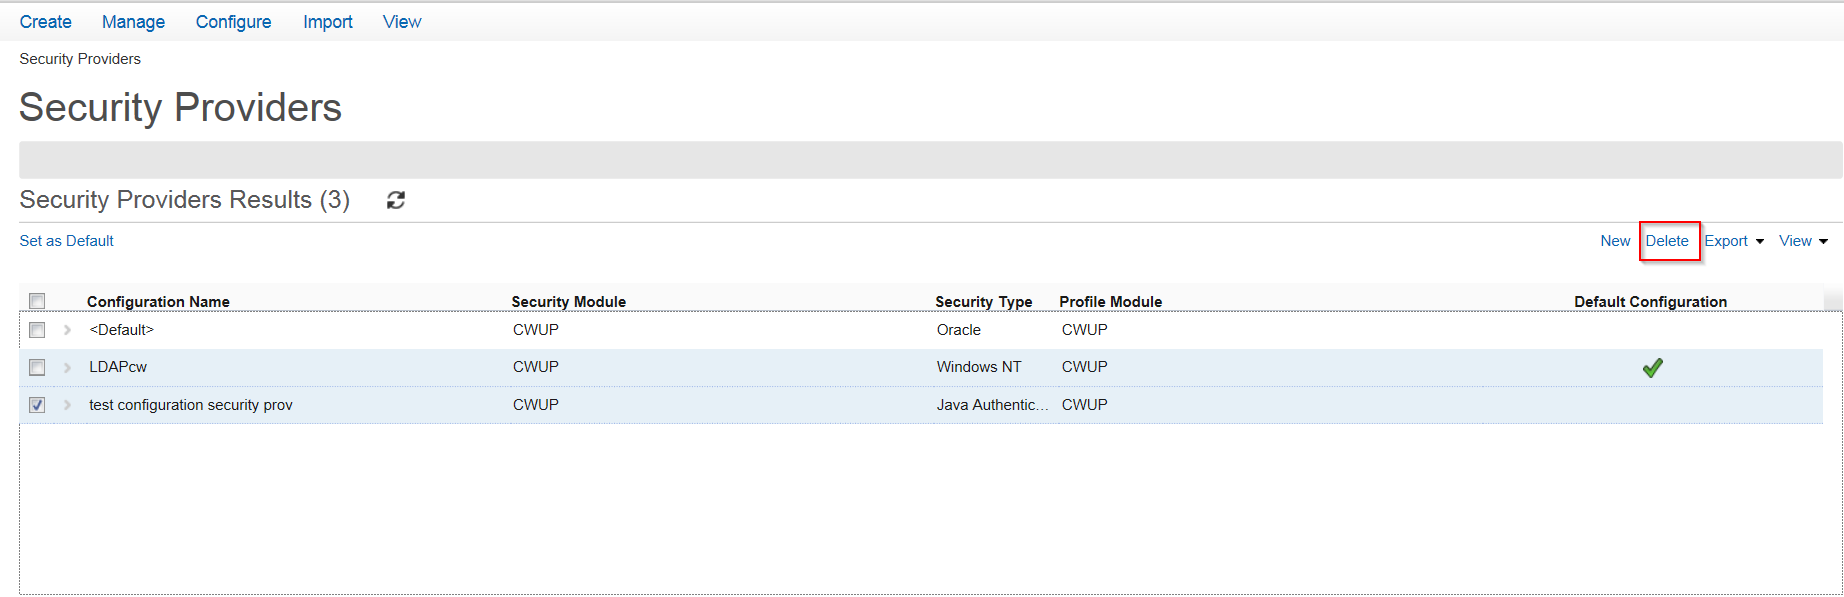 Create Manage Configure Import View
Security Providers
Security Providers
Security Providers Results (3)
Set as Default New Delete Export View
Configuration Name Security Module Security Type Profile Module Default Configuration
<Default> CWUP Oracle CWUP
LDAPcw CWUP Windows NT CWUP
test configuration security prov CWUP Java Authentic... CWUP